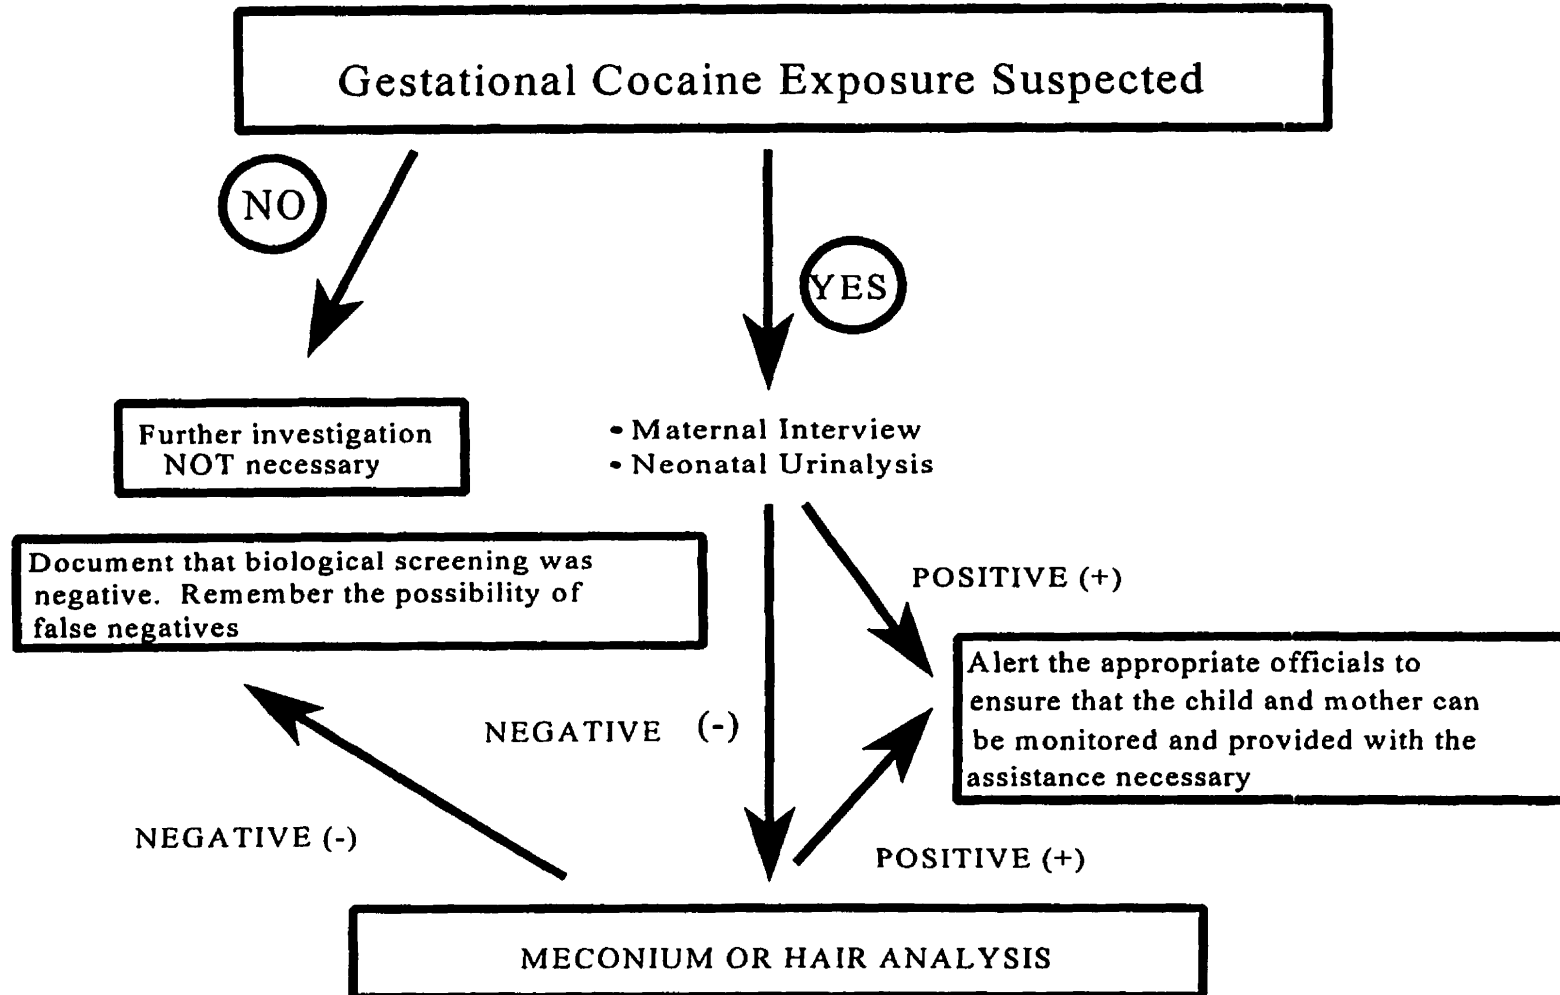 Gestational Cocaine Exposure Suspected
NO
YES
Further investigation
NOT necessary
• Maternal Interview
• Neonatal Urinalysis
Document that biological screening was
negative. Remember the possibility of
false negatives
POSITIVE (+)
Alert the appropriate officials to
ensure that the child and mother can
be monitored and provided with the
assistance necessary
NEGATIVE (-)
NEGATIVE (-)
POSITIVE (+)
MECONIUM OR HAIR ANALYSIS